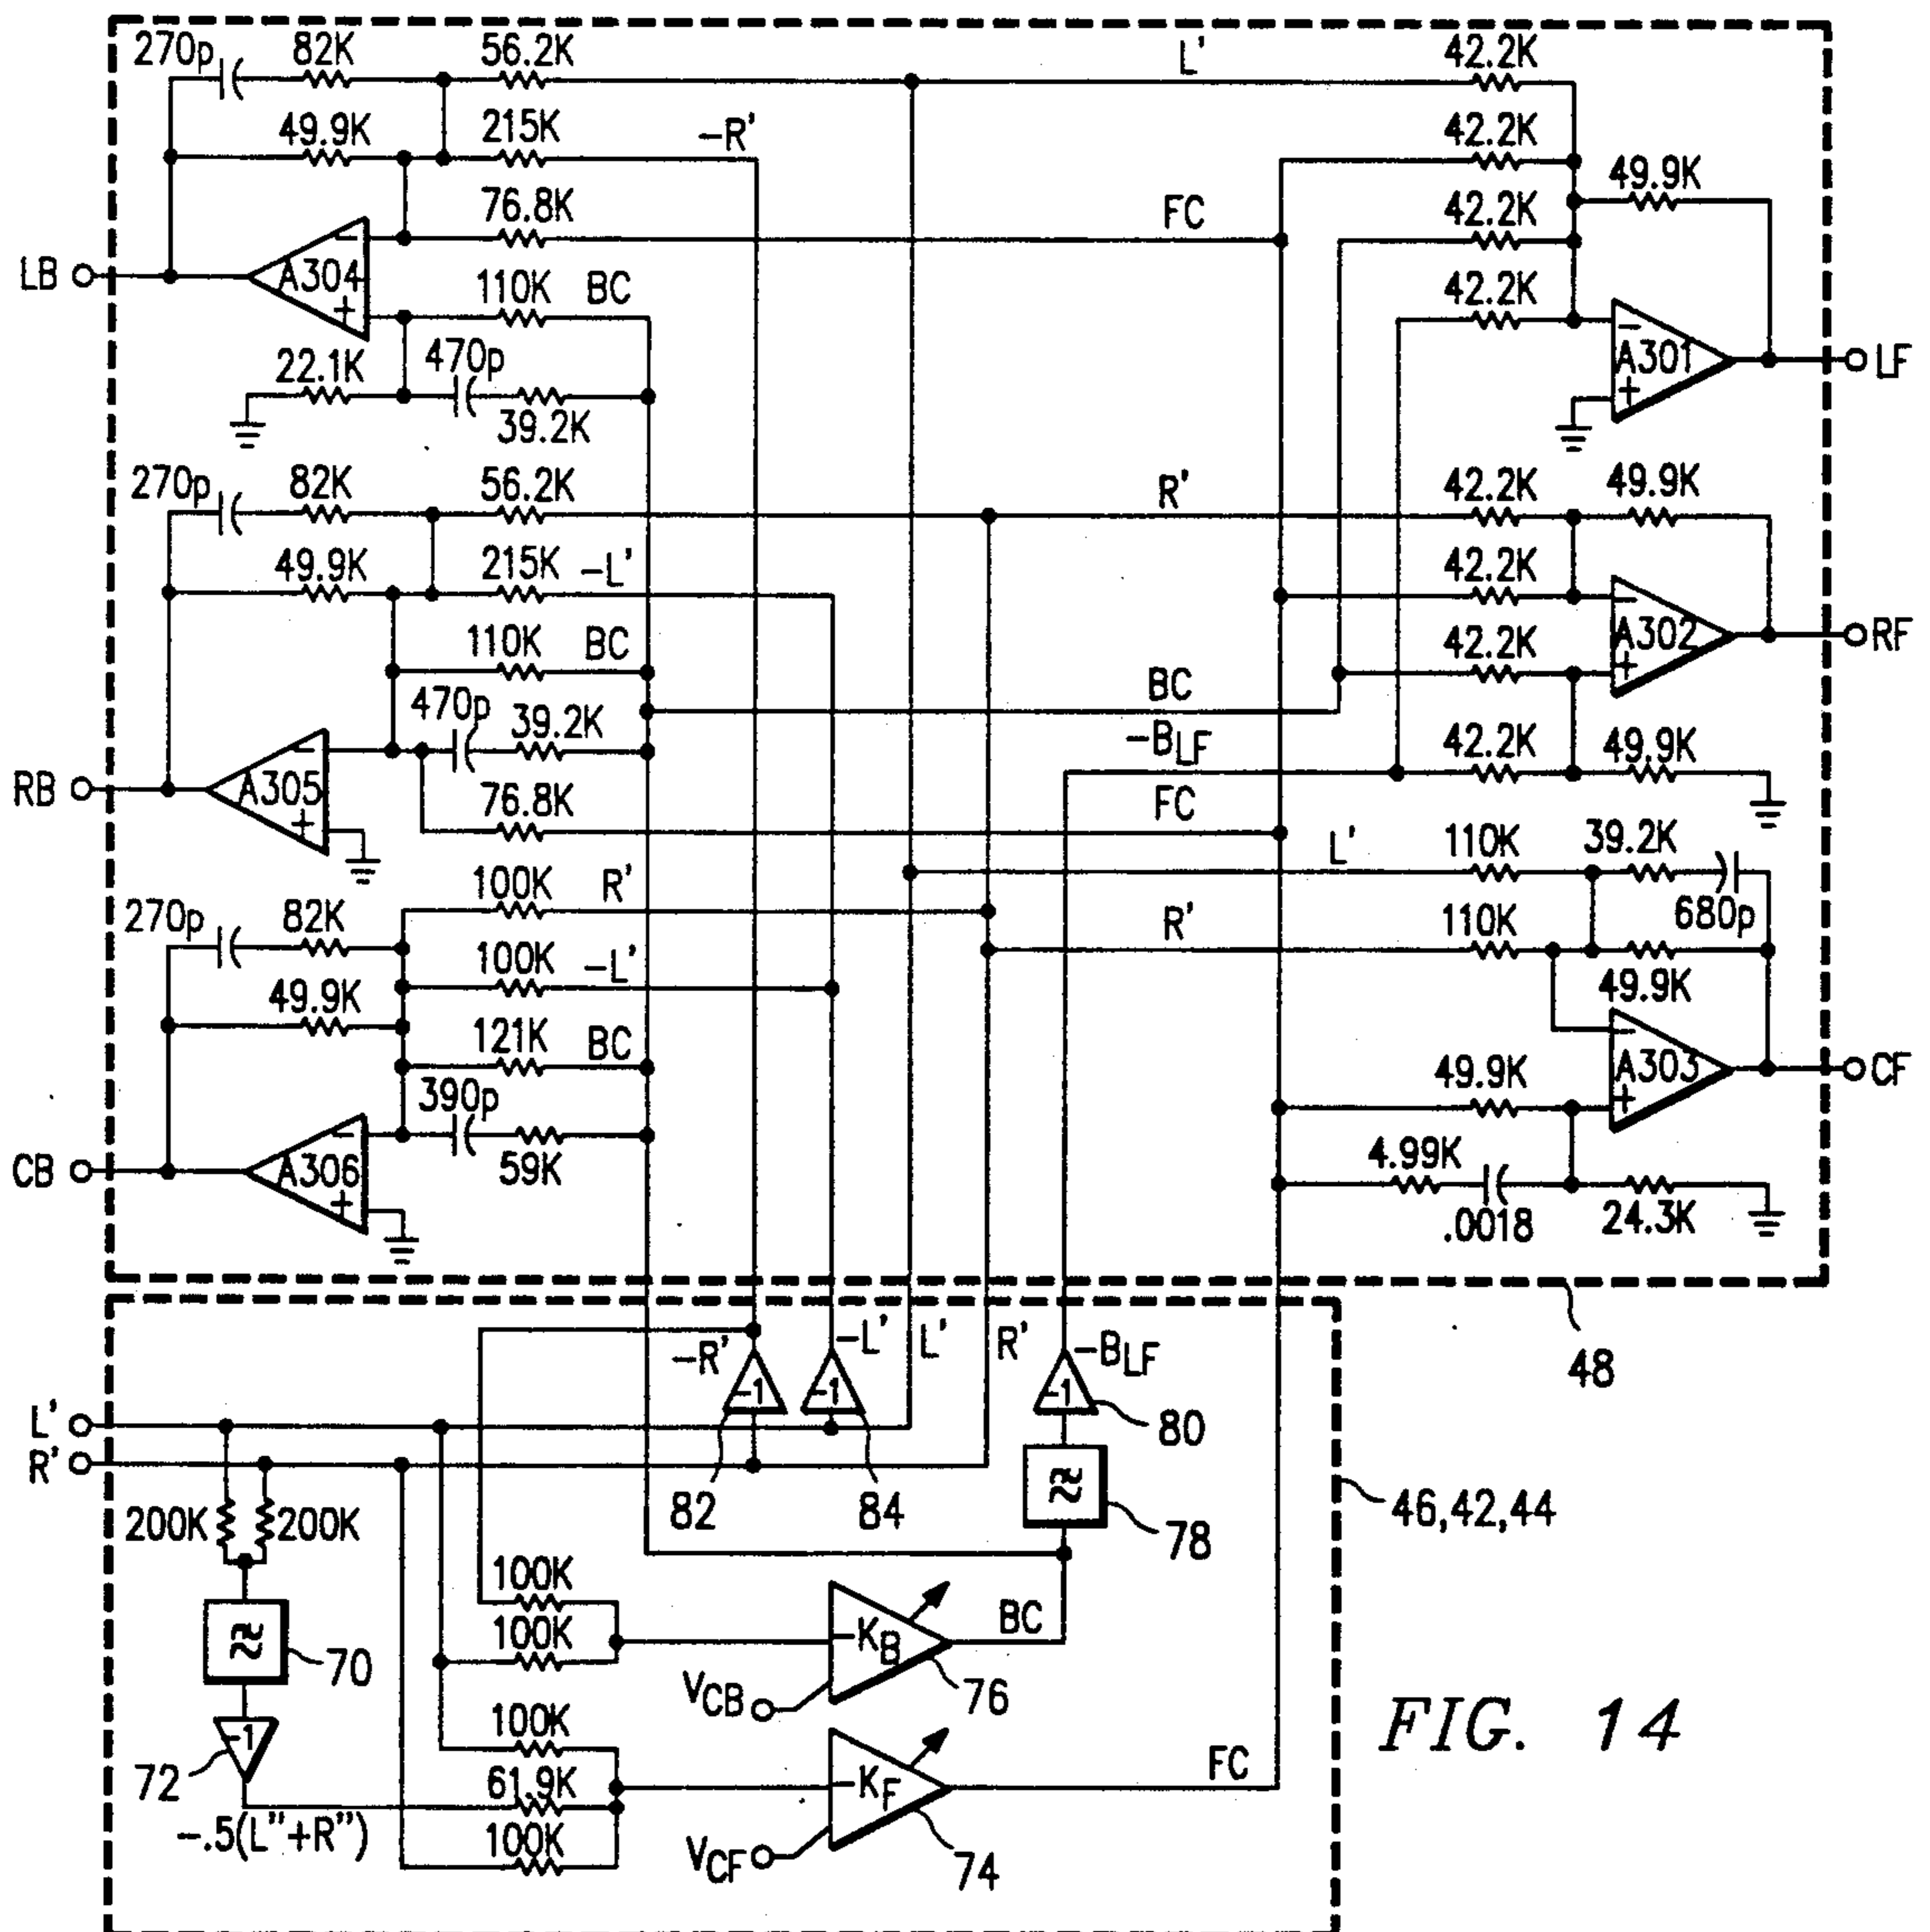 270p 82K 56.2K L' 42.2K
49.9K 215K -R' 42.2K
49.9K
76.8K FC 42.2K
LB A304 - +
110K BC 42.2K
A301 - + LF
22.1K 470p
39.2K
270p 82K 56.2K R' 42.2K 49.9K
49.9K 215K -L' 42.2K
A302 - + RF
110K BC 42.2K
BC
470p 39.2K
-BLF 42.2K 49.9K
RB A305 - +
76.8K FC
L' 110K 39.2K
100K R'
680p
270p 82K R' 110K
100K -L'
49.9K 49.9K
121K BC A303 - + CF
390p 49.9K
CB A306 - +
59K 4.99K
.0018 24.3K
-R' -L' L' R' -BLF 48
-1 -1 -1 80
L'
R'
82 84 46,42,44
200K 200K 78
100K
100K BC
70 -KB
VCB 76
100K
72 -1 -KF FC FIG. 14
61.9K
-.5(L"+R") 100K VCF 74